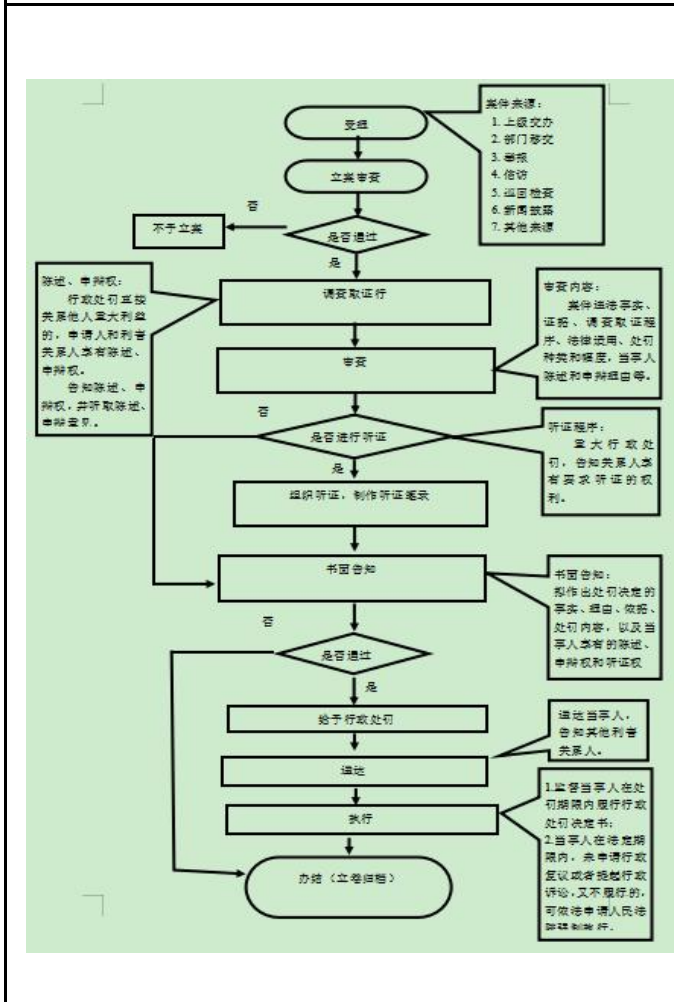 受理
立案审查
否
不予立案
是否通过
是
案件来源：
1. 上级交办
2. 部门移交
3. 举报
4. 信访
5. 巡回检查
6. 新闻披露
7. 其他来源
陈述、申辩权：
行政处罚直接
关系他人重大利益
的，申请人和利害
关系人享有陈述、
申辩权。
告知陈述、申
辩权，并听取陈述、
申辩意见。
调查取证行
审查
审查内容：
案件违法事实、
证据、调查取证程
序、法律适用、处罚
种类和幅度，当事人
陈述和申辩理由等。
否
是否进行听证
是
听证程序：
重大行政处
罚，告知关系人享
有要求听证的权
利。
组织听证，制作听证笔录
书面告知
书面告知：
拟作出处罚决定的
事实、理由、依据、
处罚内容，以及当
事人享有的陈述、
申辩权和听证权
否
是否通过
是
给予行政处罚
送达
送达当事人，
告知其他利害
关系人。
执行
1.监督当事人在处
罚期限内履行行政
处罚决定书；
2.当事人在法定期
限内，未申请行政
复议或者提起行政
诉讼，又不履行的，
可依法申请人民法
院强制执行。
办结（立卷归档）